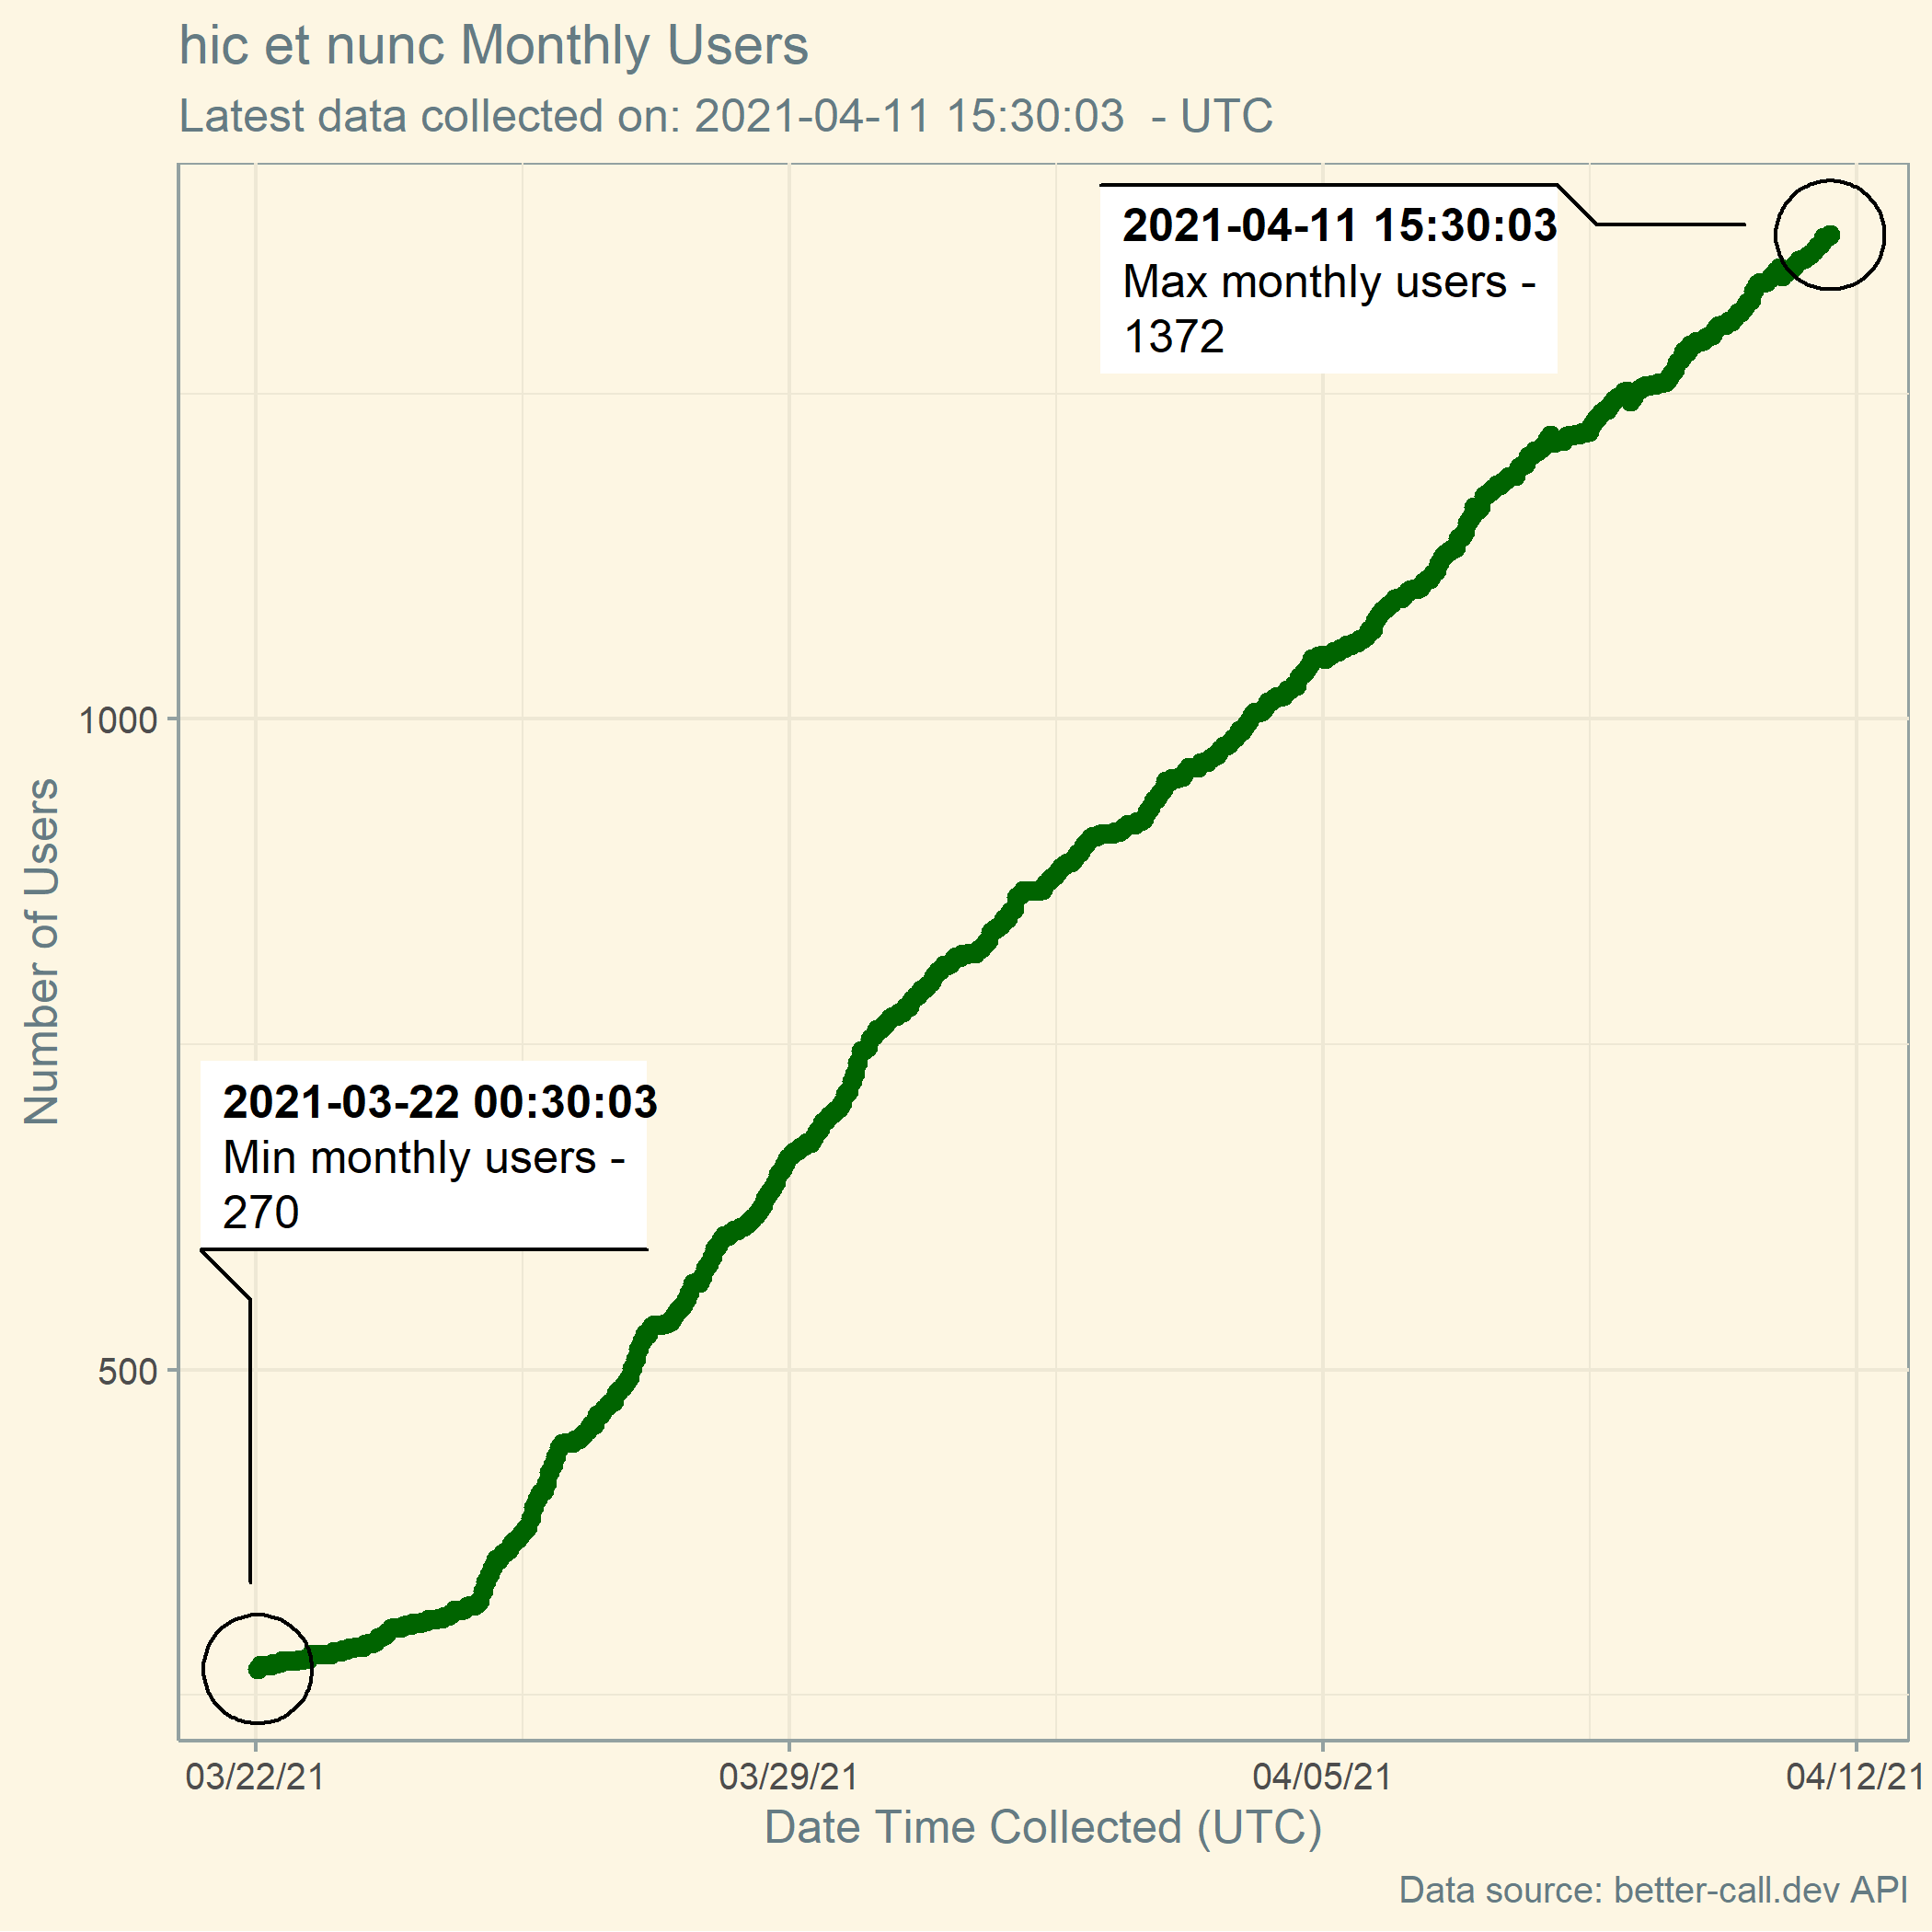 hic et nunc Monthly Users
Latest data collected on: 2021-04-11 15:30:03  - UTC
2021-04-11 15:30:03
Max monthly users -
1372
1000
Number of Users
2021-03-22 00:30:03
Min monthly users -
270
500
03/22/21
03/29/21
04/05/21
04/12/21
Date Time Collected (UTC)
Data source: better-call.dev API